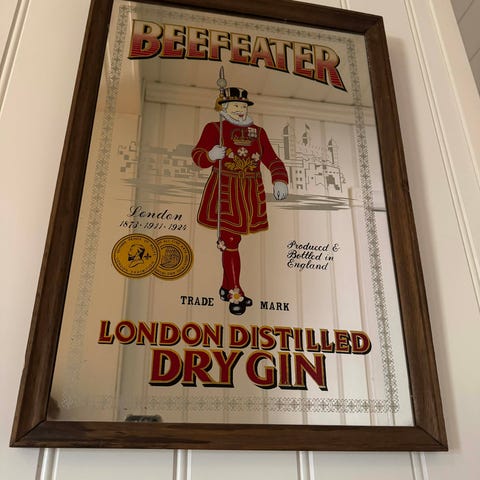 BEEFEATER
London
1873 · 1911 · 1924
Produced &
Bottled in
England
TRADE MARK
LONDON DISTILLED
DRY GIN